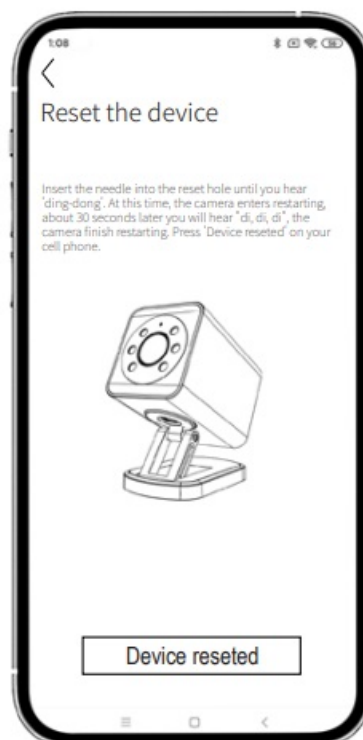 1:08
56
Reset the device
Insert the needle into the reset hole until you hear
'ding-dong'. At this time, the camera enters restarting,
about 30 seconds later you will hear "di, di, di", the
camera finish restarting. Press 'Device reseted' on your
cell phone.
Device reseted